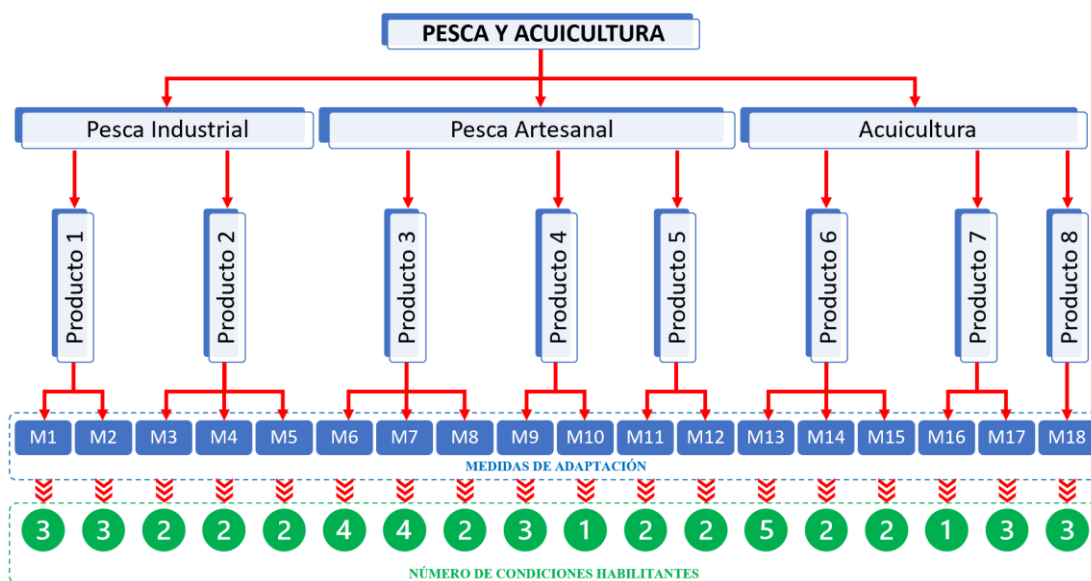 PESCA Y ACUICULTURA
Pesca Industrial
Pesca Artesanal
Acuicultura
Producto 1
Producto 2
Producto 3
Producto 4
Producto 5
Producto 6
Producto 7
Producto 8
M1 M2 M3 M4 M5 M6 M7 M8 M9 M10 M11 M12 M13 M14 M15 M16 M17 M18
MEDIDAS DE ADAPTACIÓN
3 3 2 2 2 4 4 2 3 1 2 2 5 2 2 1 3 3
NÚMERO DE CONDICIONES HABILITANTES